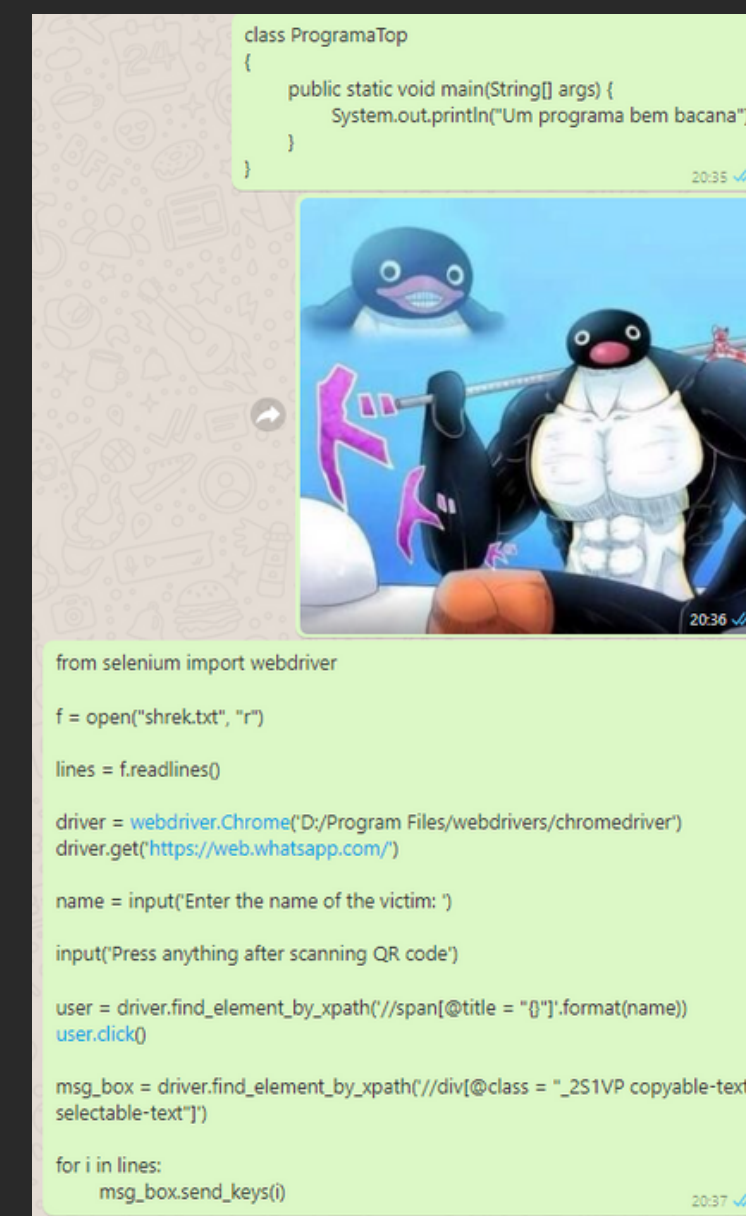 class ProgramaTop
{
public static void main(String[] args) {
System.out.println("Um programa bem bacana")
}
}
20:35
ド
ド
ド
20:36
from selenium import webdriver
f = open("shrek.txt", "r")
lines = f.readlines()
driver = webdriver.Chrome('D:/Program Files/webdrivers/chromedriver')
driver.get('https://web.whatsapp.com/')
name = input('Enter the name of the victim: ')
input('Press anything after scanning QR code')
user = driver.find_element_by_xpath('//span[@title = "{}"]'.format(name))
user.click()
msg_box = driver.find_element_by_xpath('//div[@class = "_2S1VP copyable-text
selectable-text"]')
for i in lines:
msg_box.send_keys(i)
20:37